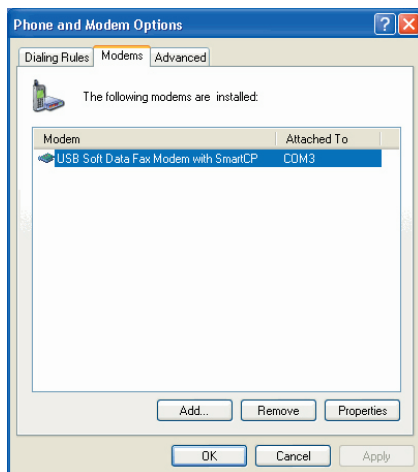 Phone and Modem Options
Dialing Rules Modems Advanced
The following modems are installed:
Modem Attached To
USB Soft Data Fax Modem with SmartCP COM3
Add... Remove Properties
OK Cancel Apply